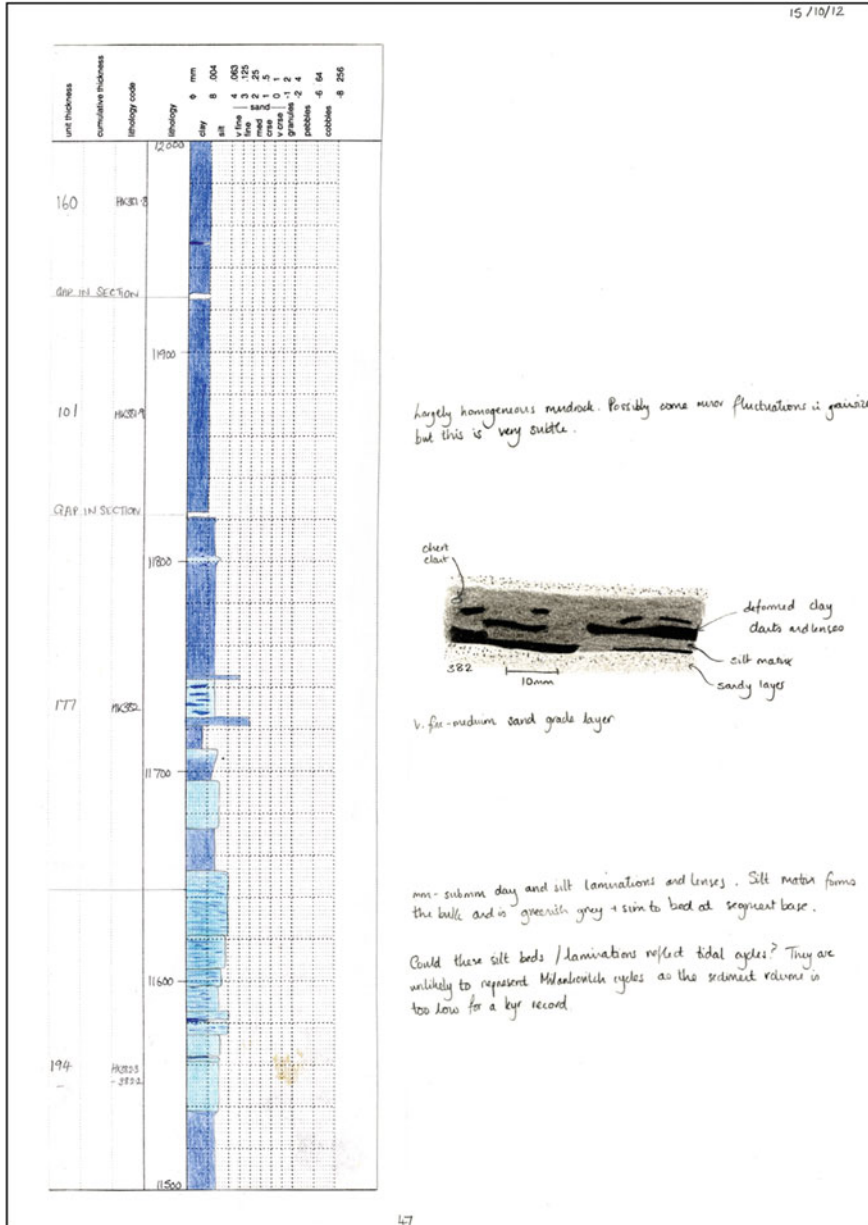 15/10/12
unit thickness
cumulative thickness
lithology code
lithology
ɸ mm
clay 8 .004
silt
v fine 4 .063
fine 3 .125
sand
med 2 .25
crse 1 .5
v crse 0 1
granules -1 2
-2 4
pebbles
-6 64
cobbles
-8 256
12000
160
GAP IN SECTION
11900
101
Largely homogeneous mudrock. Possibly some minor fluctuations in grainsize
but this is very subtle.
GAP IN SECTION
11800
chert
clast
deformed clay
clasts and lenses
silt matrix
sandy layer
382
10mm
177 HK382
v. fine-medium sand grade layer
11700
mm-submm clay and silt laminations and lenses. Silt matrix forms
the bulk and is greenish grey + sim to bed at segment base.
Could these silt beds / laminations reflect tidal cycles? They are
unlikely to represent Milankovitch cycles as the sediment volume is
too low for a kyr record.
11600
194
11500
47